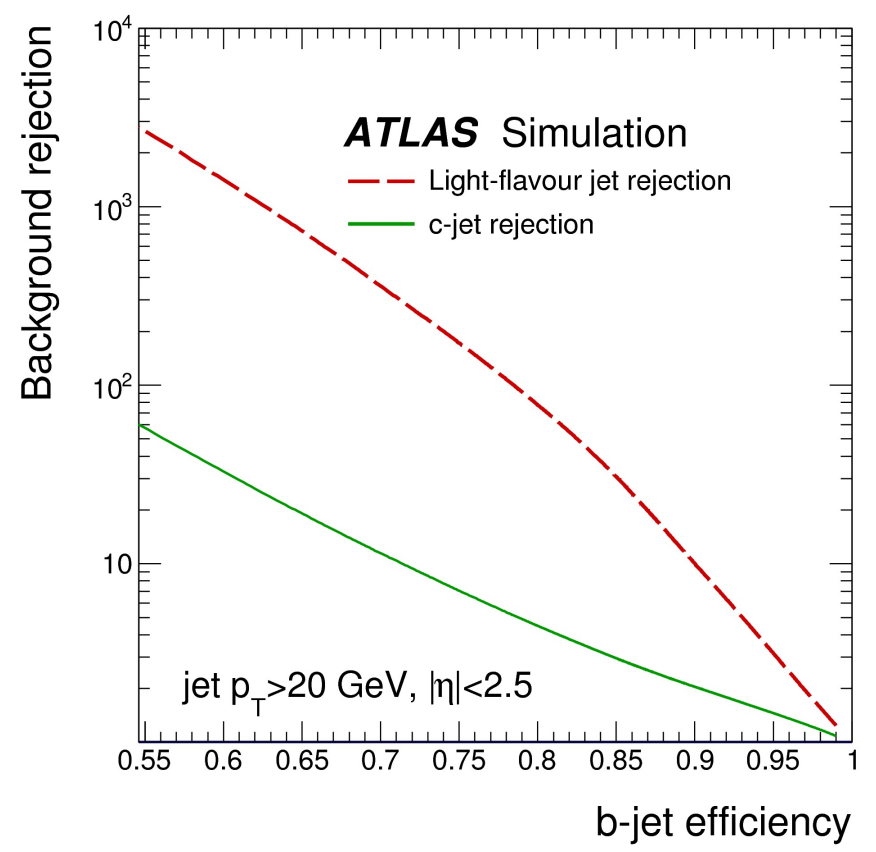 Background rejection
10⁴
10³
10²
10
ATLAS Simulation
Light-flavour jet rejection
c-jet rejection
jet p_T>20 GeV, |η|<2.5
0.55 0.6 0.65 0.7 0.75 0.8 0.85 0.9 0.95 1
b-jet efficiency